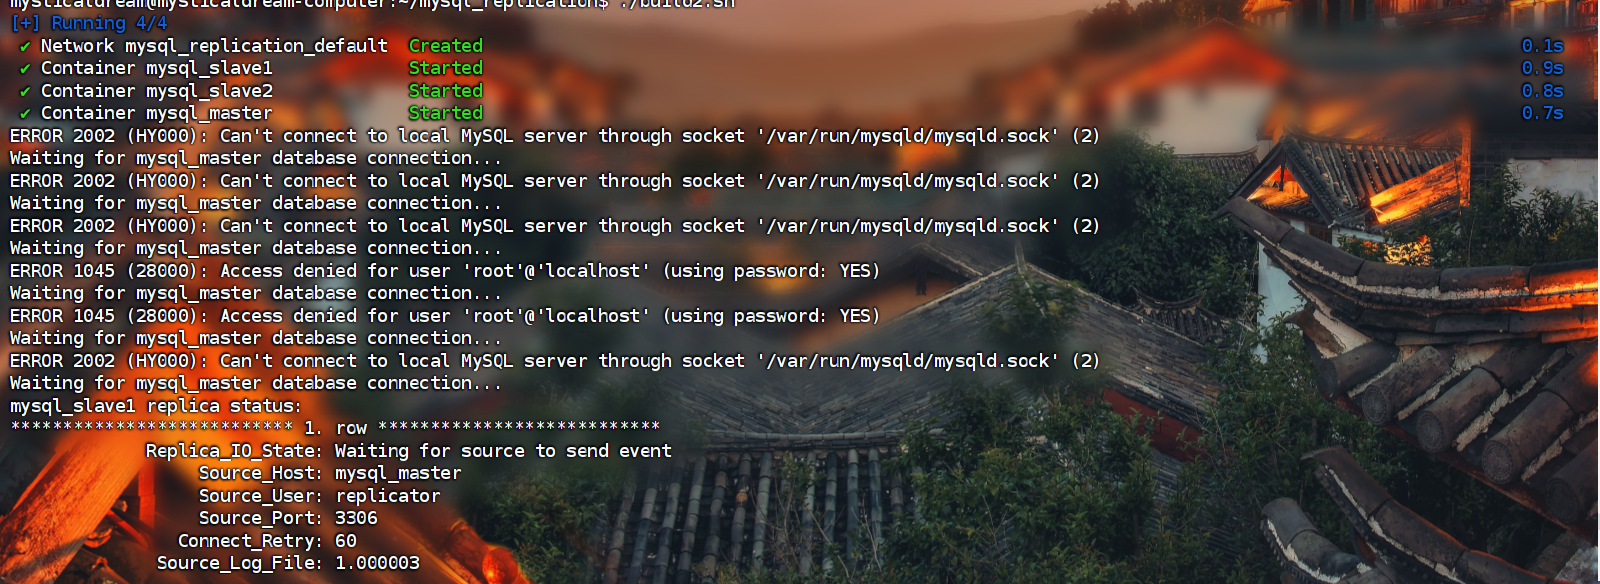 mysticaldream@mysticaldream-computer:~/mysql_replication$ ./build2.sh
[+] Running 4/4
✔ Network mysql_replication_default Created 0.1s
✔ Container mysql_slave1 Started 0.9s
✔ Container mysql_slave2 Started 0.8s
✔ Container mysql_master Started 0.7s
ERROR 2002 (HY000): Can't connect to local MySQL server through socket '/var/run/mysqld/mysqld.sock' (2)
Waiting for mysql_master database connection...
ERROR 2002 (HY000): Can't connect to local MySQL server through socket '/var/run/mysqld/mysqld.sock' (2)
Waiting for mysql_master database connection...
ERROR 2002 (HY000): Can't connect to local MySQL server through socket '/var/run/mysqld/mysqld.sock' (2)
Waiting for mysql_master database connection...
ERROR 1045 (28000): Access denied for user 'root'@'localhost' (using password: YES)
Waiting for mysql_master database connection...
ERROR 1045 (28000): Access denied for user 'root'@'localhost' (using password: YES)
Waiting for mysql_master database connection...
ERROR 2002 (HY000): Can't connect to local MySQL server through socket '/var/run/mysqld/mysqld.sock' (2)
Waiting for mysql_master database connection...
mysql_slave1 replica status:
*************************** 1. row ***************************
Replica_IO_State: Waiting for source to send event
Source_Host: mysql_master
Source_User: replicator
Source_Port: 3306
Connect_Retry: 60
Source_Log_File: 1.000003